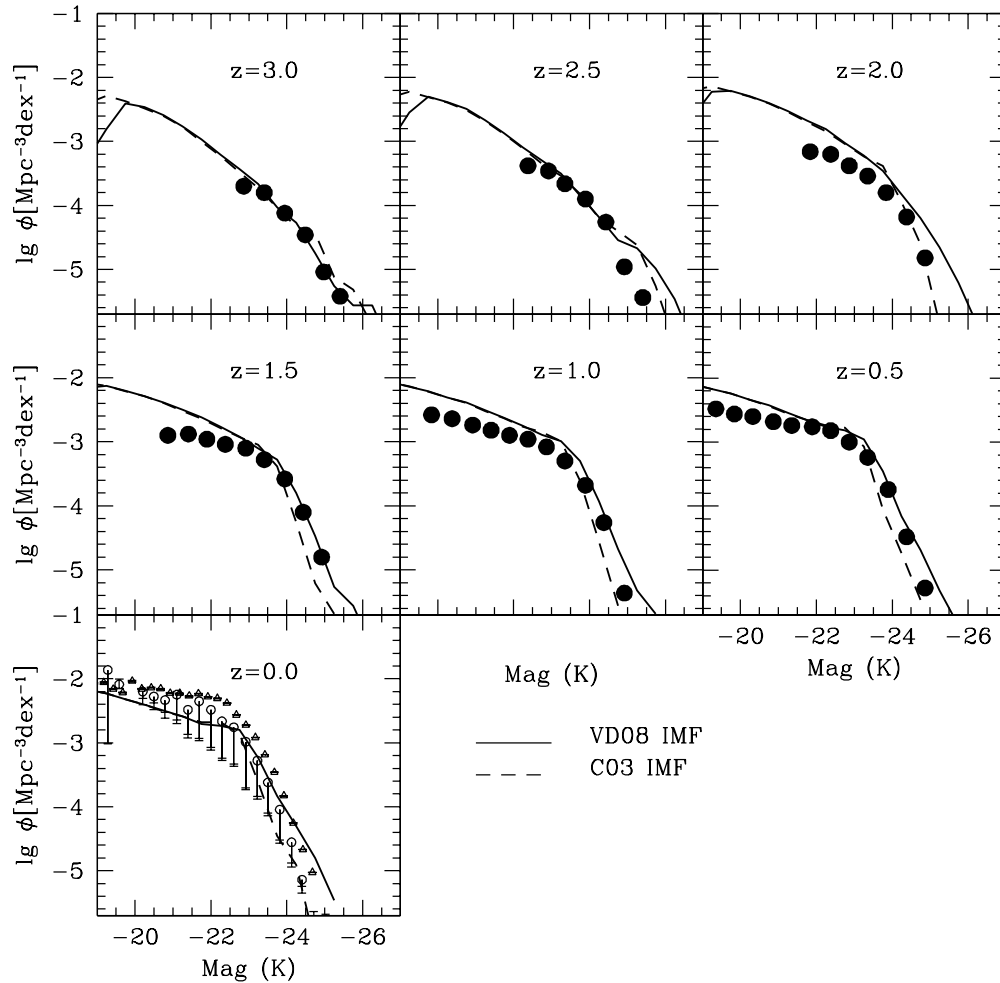 −1
−2
−3
−4
−5
lg φ[Mpc⁻³dex⁻¹]
z=3.0
z=2.5
z=2.0
−2
−3
−4
−5
−1
lg φ[Mpc⁻³dex⁻¹]
z=1.5
z=1.0
z=0.5
−20 −22 −24 −26
Mag (K)
−2
−3
−4
−5
lg φ[Mpc⁻³dex⁻¹]
z=0.0
−20 −22 −24 −26
Mag (K)
Mag (K)
VD08 IMF
C03 IMF